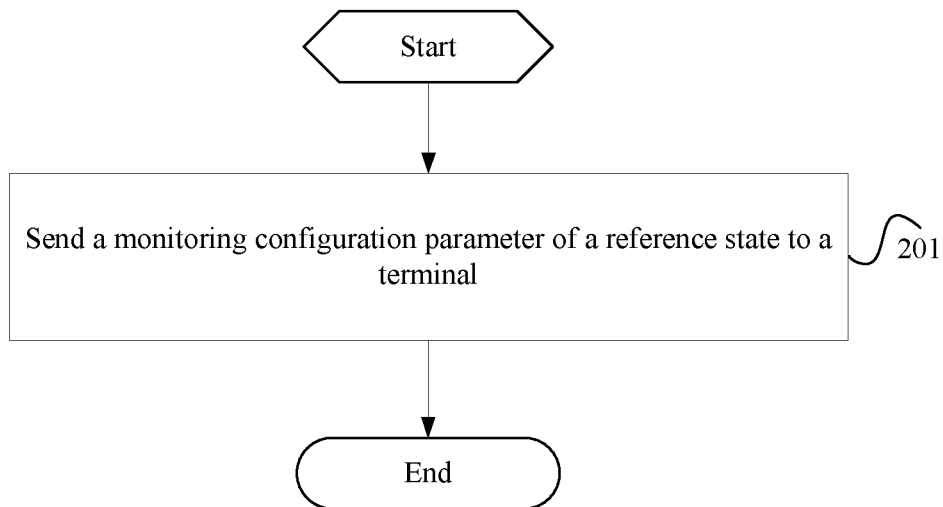 Start
Send a monitoring configuration parameter of a reference state to a
terminal
201
End